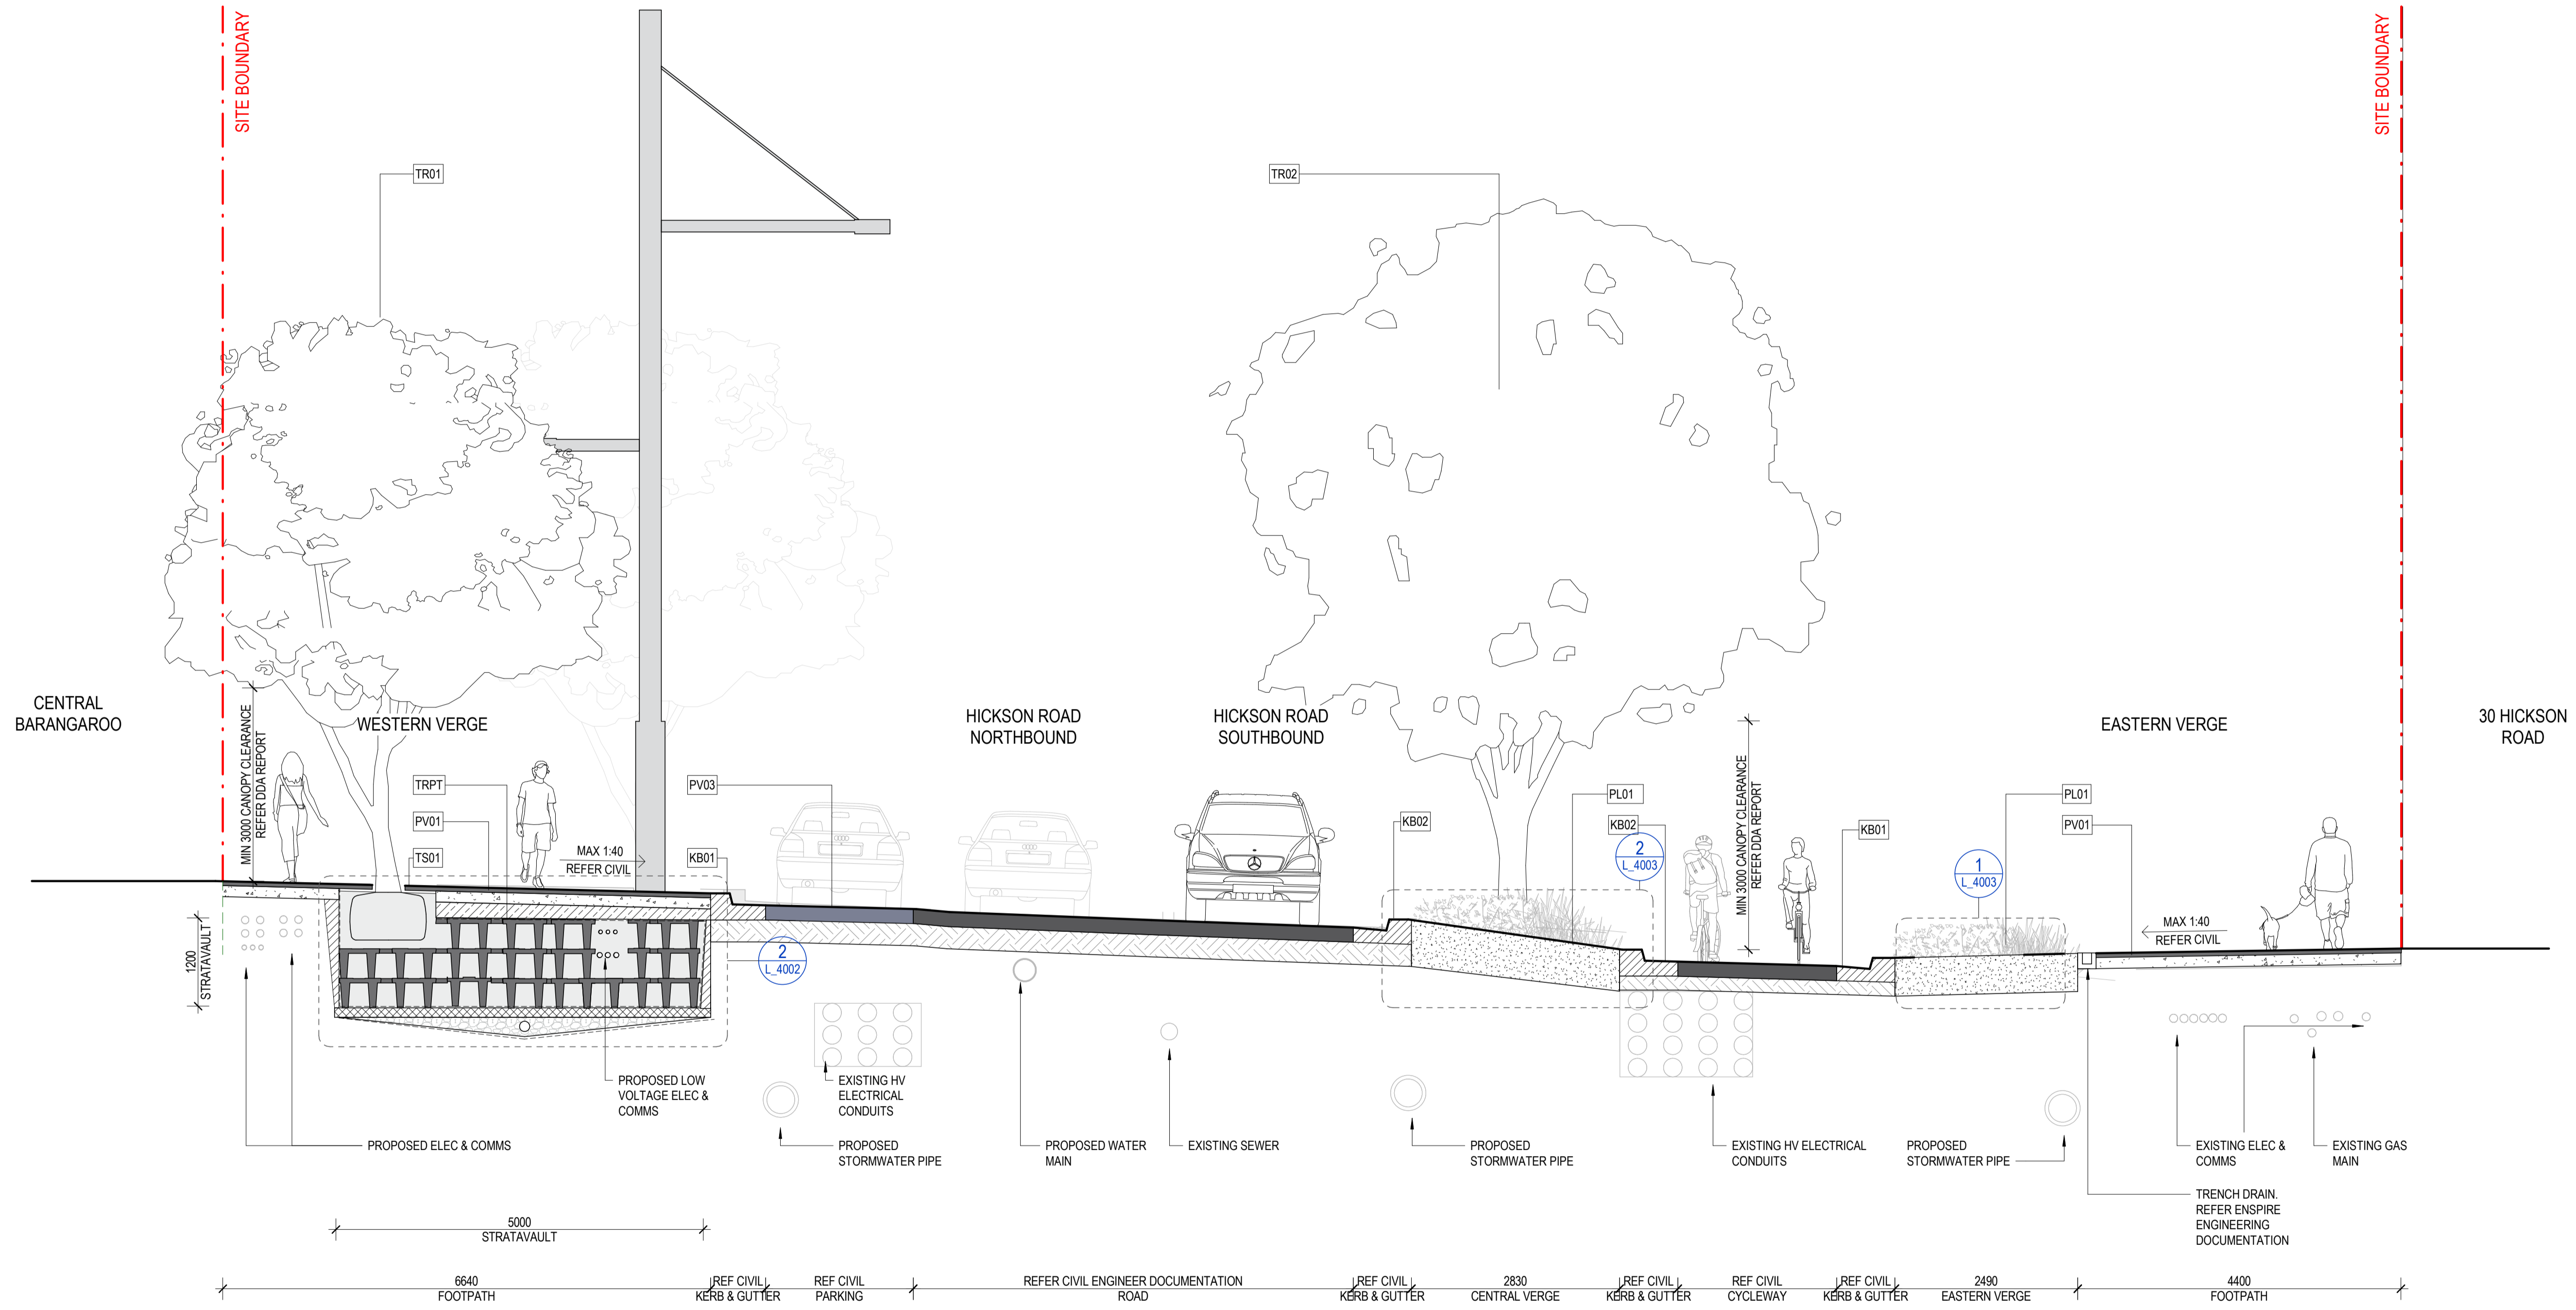 SITE BOUNDARY
SITE BOUNDARY
TR01
TR02
CENTRAL
BARANGAROO
MIN 3000 CANOPY CLEARANCE
REFER DDA REPORT
WESTERN VERGE
HICKSON ROAD
NORTHBOUND
HICKSON ROAD
SOUTHBOUND
MIN 3000 CANOPY CLEARANCE
REFER DDA REPORT
EASTERN VERGE
30 HICKSON
ROAD
TRPT
PV01
TS01
MAX 1:40
REFER CIVIL
PV03
KB01
KB02
PL01
KB02
2
L_4003
KB01
1
L_4003
PL01
PV01
MAX 1:40
REFER CIVIL
1200
STRATAVAULT
2
L_4002
PROPOSED LOW
VOLTAGE ELEC &
COMMS
EXISTING HV
ELECTRICAL
CONDUITS
PROPOSED ELEC & COMMS
PROPOSED
STORMWATER PIPE
PROPOSED WATER
MAIN
EXISTING SEWER
PROPOSED
STORMWATER PIPE
EXISTING HV ELECTRICAL
CONDUITS
PROPOSED
STORMWATER PIPE
EXISTING ELEC &
COMMS
EXISTING GAS
MAIN
TRENCH DRAIN.
REFER ENSPIRE
ENGINEERING
DOCUMENTATION
5000
STRATAVAULT
6640
FOOTPATH
REF CIVIL
KERB & GUTTER
REF CIVIL
PARKING
REFER CIVIL ENGINEER DOCUMENTATION
ROAD
REF CIVIL
KERB & GUTTER
2830
CENTRAL VERGE
REF CIVIL
KERB & GUTTER
REF CIVIL
CYCLEWAY
REF CIVIL
KERB & GUTTER
2490
EASTERN VERGE
4400
FOOTPATH